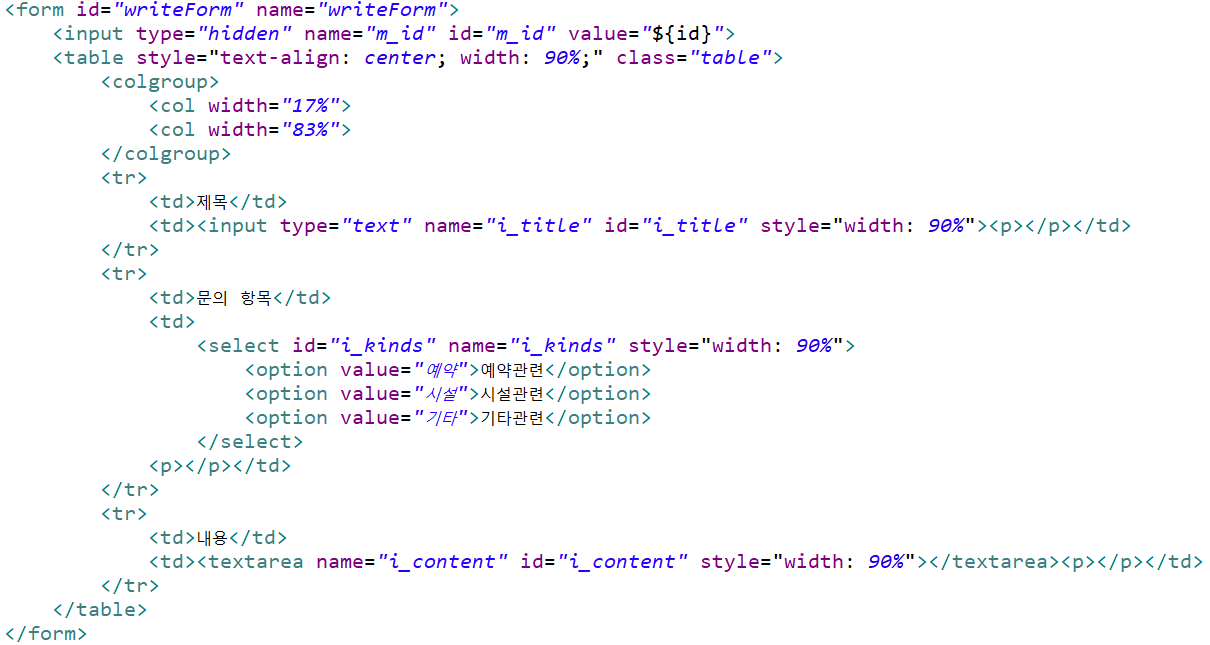 <form id="writeForm" name="writeForm">
<input type="hidden" name="m_id" id="m_id" value="${id}">
<table style="text-align: center; width: 90%;" class="table">
<colgroup>
<col width="17%">
<col width="83%">
</colgroup>
<tr>
<td>제목</td>
<td><input type="text" name="i_title" id="i_title" style="width: 90%"><p></p></td>
</tr>
<tr>
<td>문의 항목</td>
<td>
<select id="i_kinds" name="i_kinds" style="width: 90%">
<option value="예약">예약관련</option>
<option value="시설">시설관련</option>
<option value="기타">기타관련</option>
</select>
<p></p></td>
</tr>
<tr>
<td>내용</td>
<td><textarea name="i_content" id="i_content" style="width: 90%"></textarea><p></p></td>
</tr>
</table>
</form>